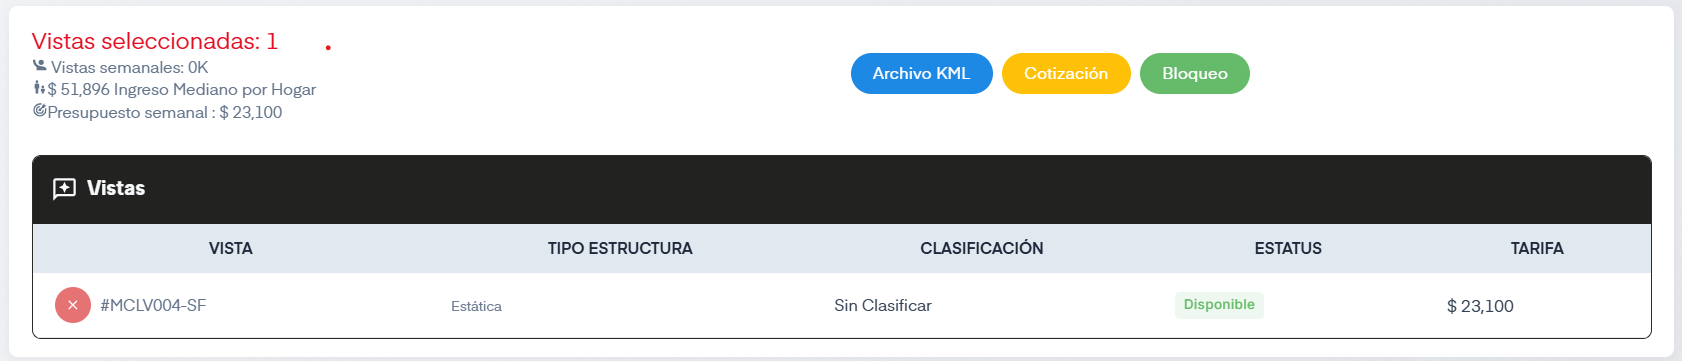 Vistas seleccionadas: 1
Vistas semanales: 0K
$ 51,896 Ingreso Mediano por Hogar
Presupuesto semanal : $ 23,100
Archivo KML Cotización Bloqueo
Vistas
VISTA TIPO ESTRUCTURA CLASIFICACIÓN ESTATUS TARIFA
#MCLV004-SF Estática Sin Clasificar Disponible $ 23,100